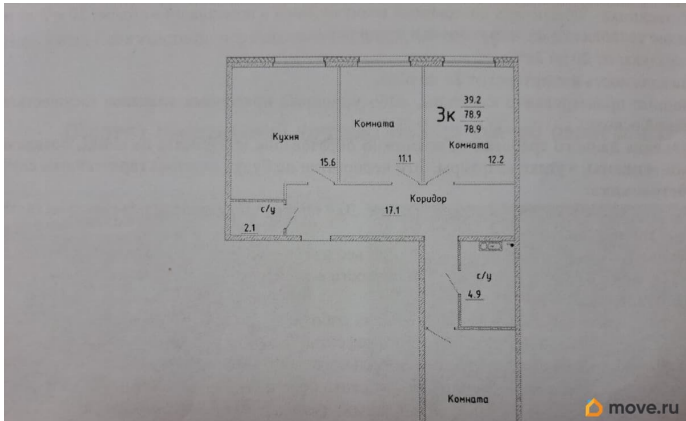 3к
39.2
78.9
78.9
Кухня
15.6
Комната
11.1
Комната
12.2
с/у
2.1
Коридор
17.1
с/у
4.9
Комната
move.ru